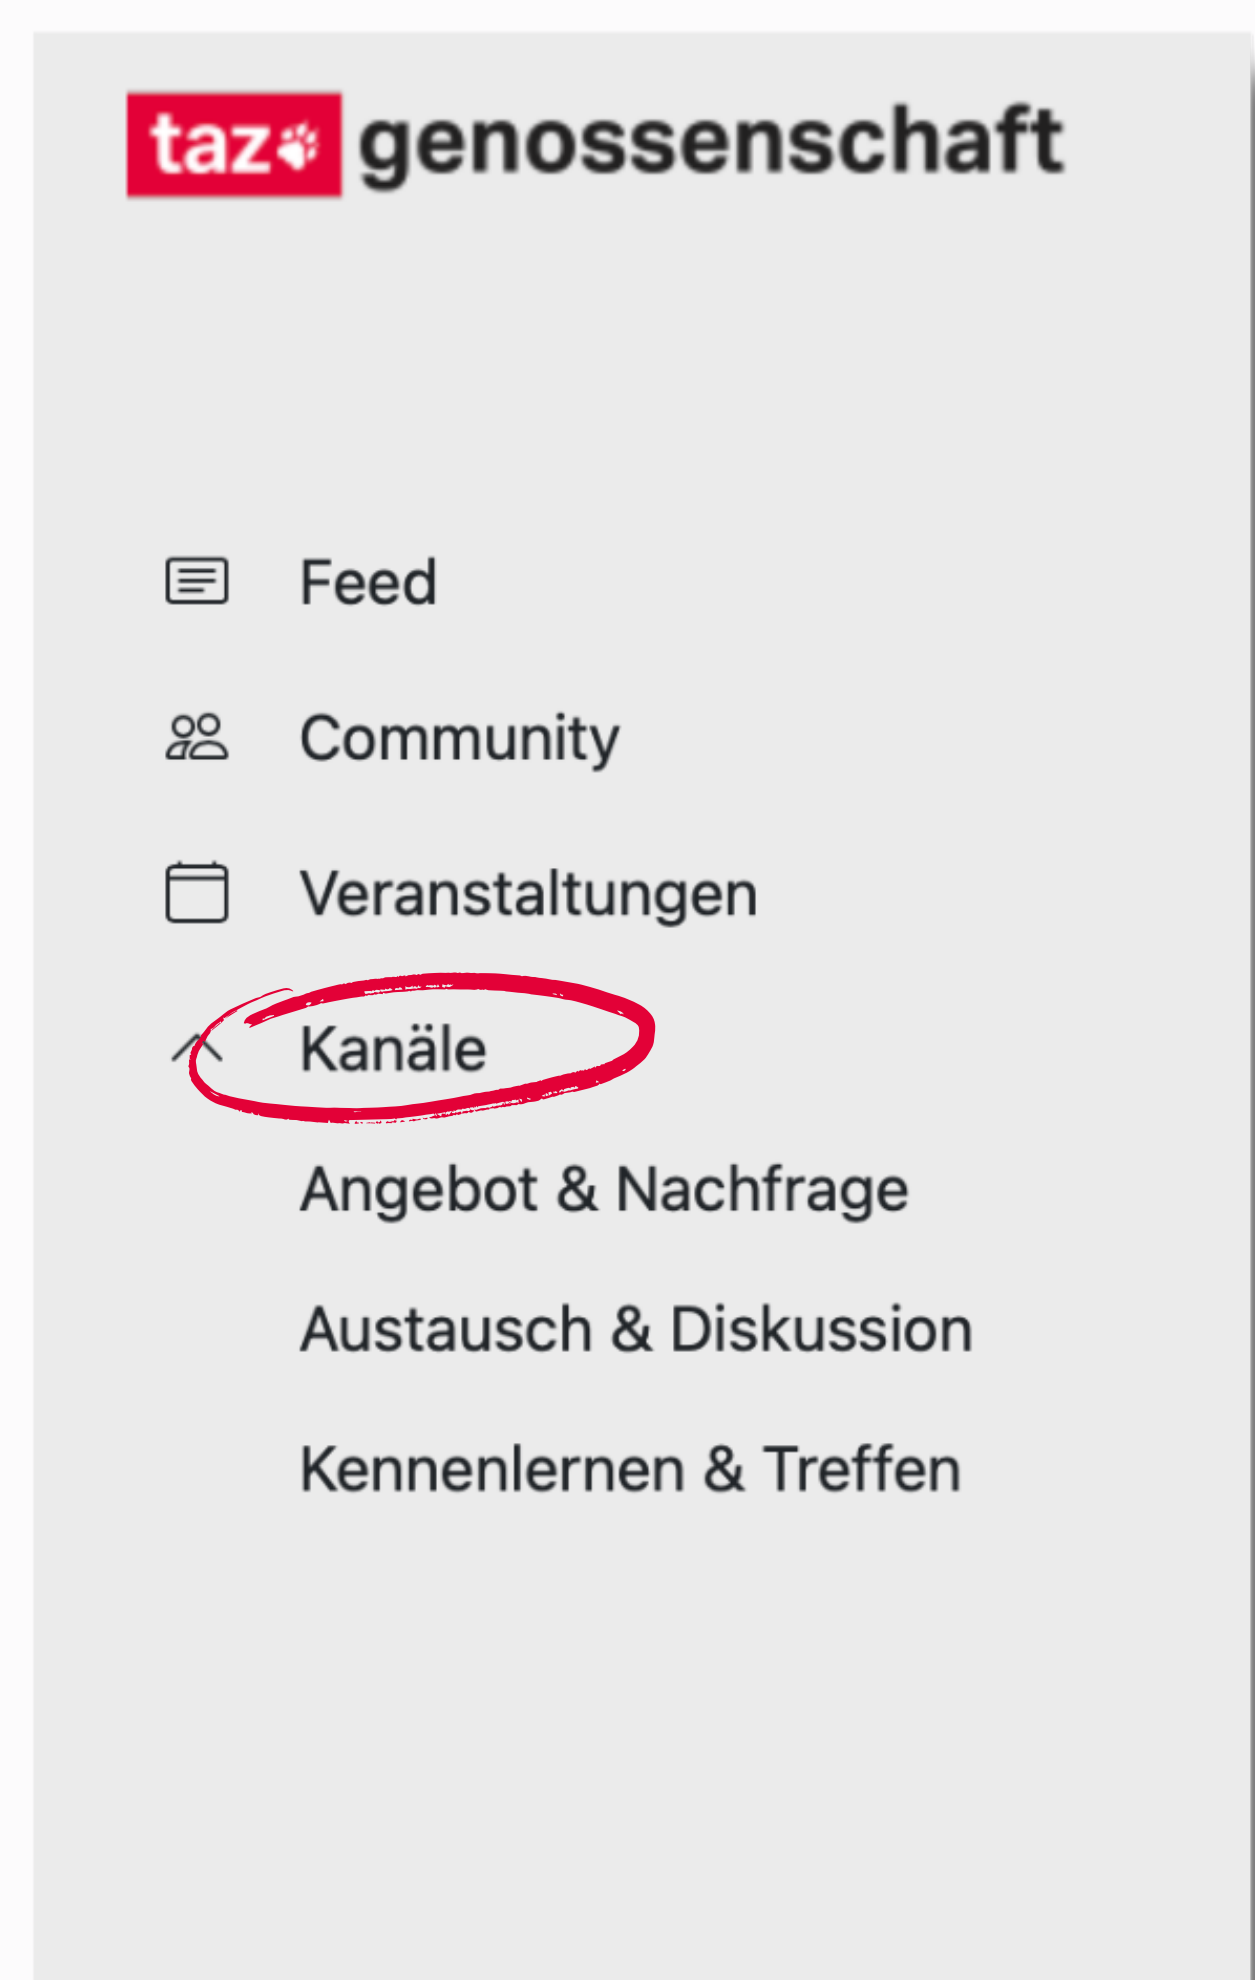 taz genossenschaft
Feed
Community
Veranstaltungen
Kanäle
Angebot & Nachfrage
Austausch & Diskussion
Kennenlernen & Treffen